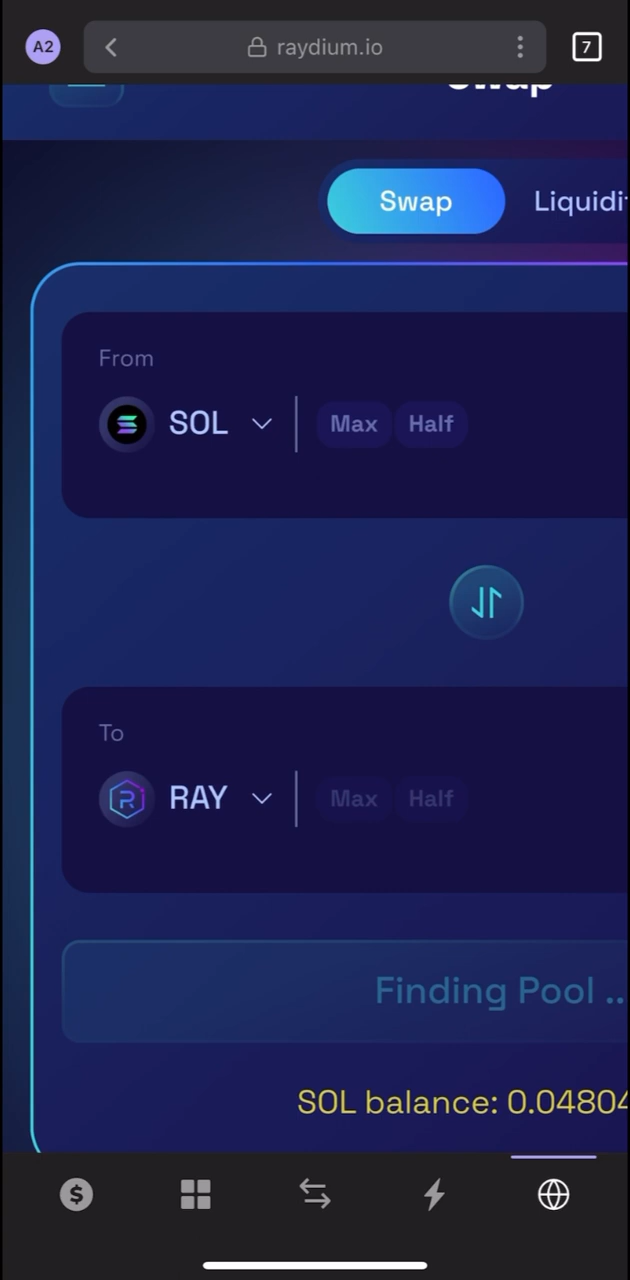 A2
raydium.io
7
Swap
Swap
From
SOL
Max
Half
To
RAY
Max
Half
Finding Pool ..
SOL balance: 0.04804